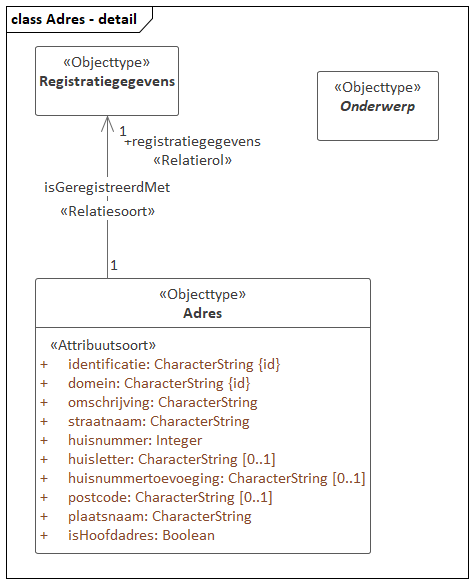 class Adres - detail
«Objecttype»
Registratiegegevens
«Objecttype»
Onderwerp
1
+registratiegegevens
«Relatierol»
isGeregistreerdMet
«Relatiesoort»
1
«Objecttype»
Adres
«Attribuutsoort»
+ identificatie: CharacterString {id}
+ domein: CharacterString {id}
+ omschrijving: CharacterString
+ straatnaam: CharacterString
+ huisnummer: Integer
+ huisletter: CharacterString [0..1]
+ huisnummertoevoeging: CharacterString [0..1]
+ postcode: CharacterString [0..1]
+ plaatsnaam: CharacterString
+ isHoofdadres: Boolean